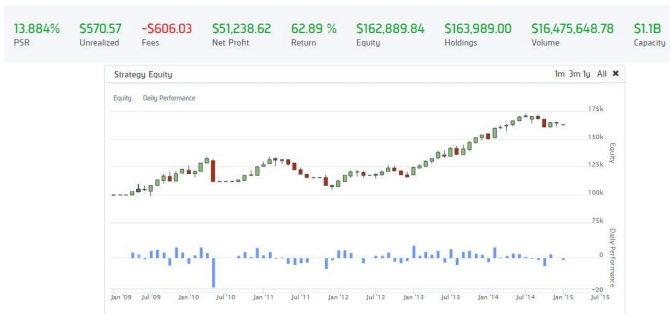 13.884% $570.57 -$606.03 $51,238.62 62.89 % $162,889.84 $163,989.00 $16,475,648.78 $1.1B
PSR Unrealized Fees Net Profit Return Equity Holdings Volume Capacity
Strategy Equity 1m 3m 1y All ✖
Equity Daily Performance
175k
150k
Equity
125k
100k
75k
0
Daily Performance
-20
Jan '09 Jul '09 Jan '10 Jul '10 Jan '11 Jul '11 Jan '12 Jul '12 Jan '13 Jul '13 Jan '14 Jul '14 Jan '15 Jul '15